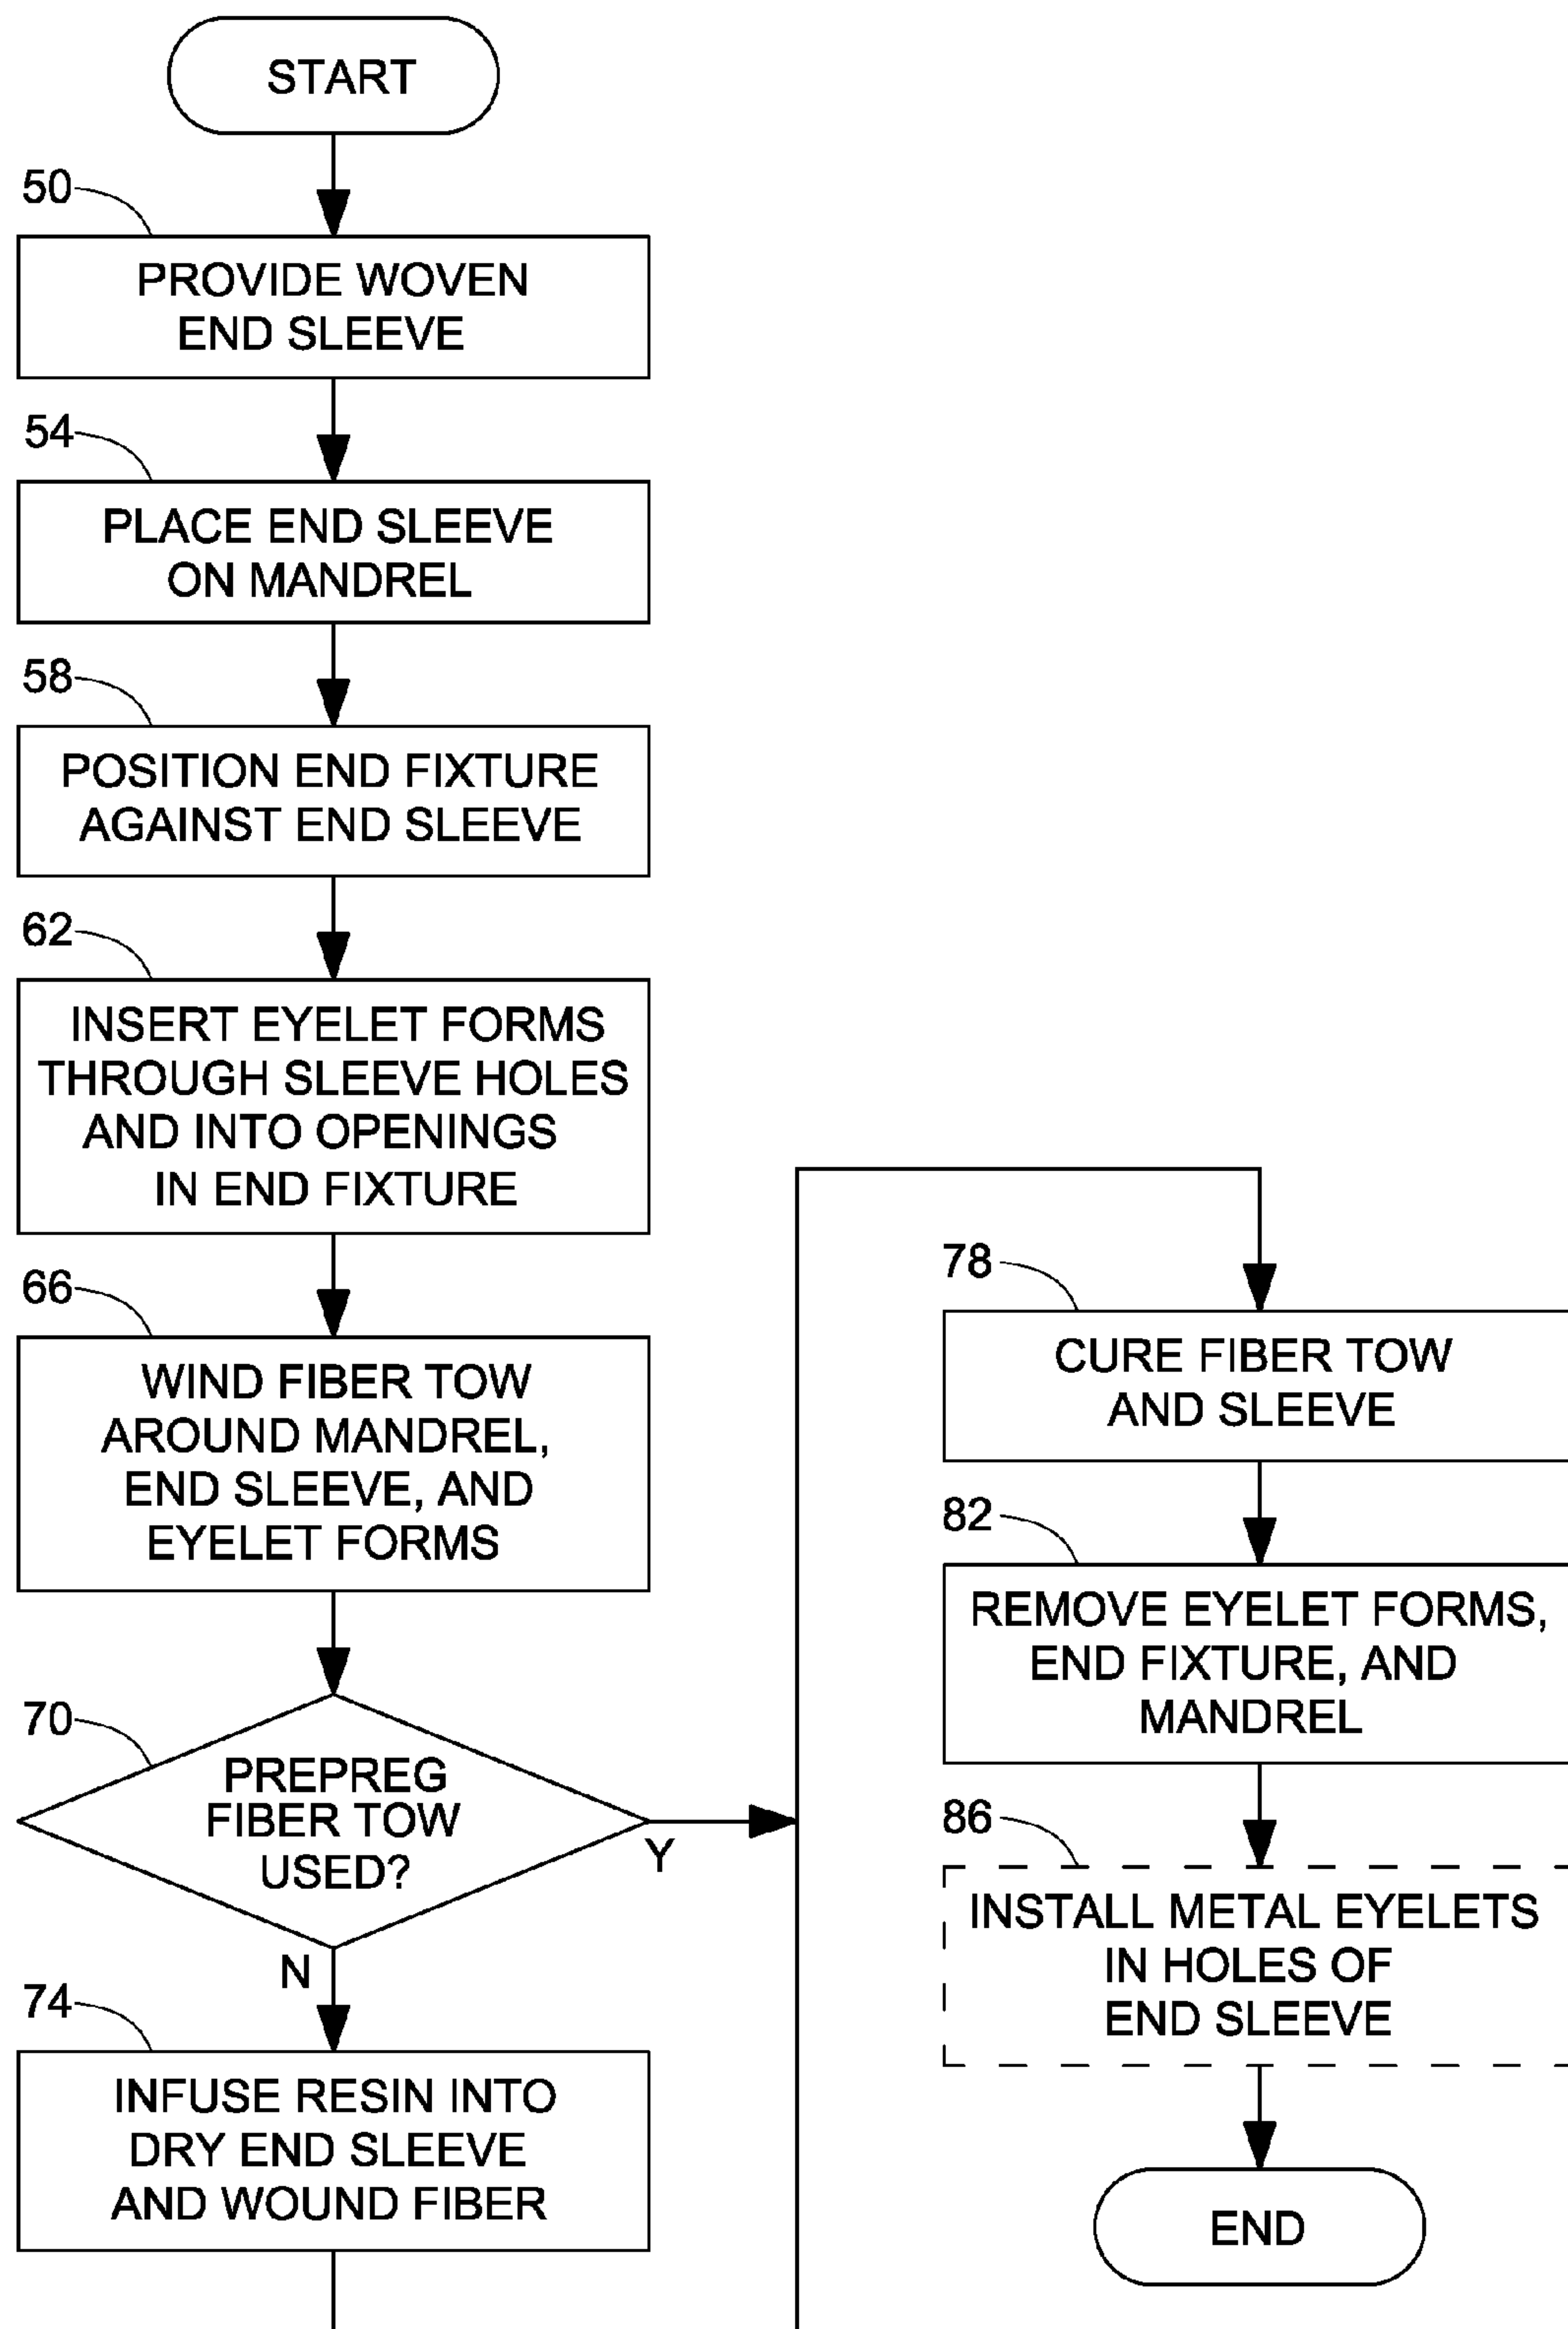 START
50
PROVIDE WOVEN
END SLEEVE
54
PLACE END SLEEVE
ON MANDREL
58
POSITION END FIXTURE
AGAINST END SLEEVE
62
INSERT EYELET FORMS
THROUGH SLEEVE HOLES
AND INTO OPENINGS
IN END FIXTURE
66
WIND FIBER TOW
AROUND MANDREL,
END SLEEVE, AND
EYELET FORMS
70
PREPREG
FIBER TOW
USED?
Y
N
74
INFUSE RESIN INTO
DRY END SLEEVE
AND WOUND FIBER
78
CURE FIBER TOW
AND SLEEVE
82
REMOVE EYELET FORMS,
END FIXTURE, AND
MANDREL
86
INSTALL METAL EYELETS
IN HOLES OF
END SLEEVE
END